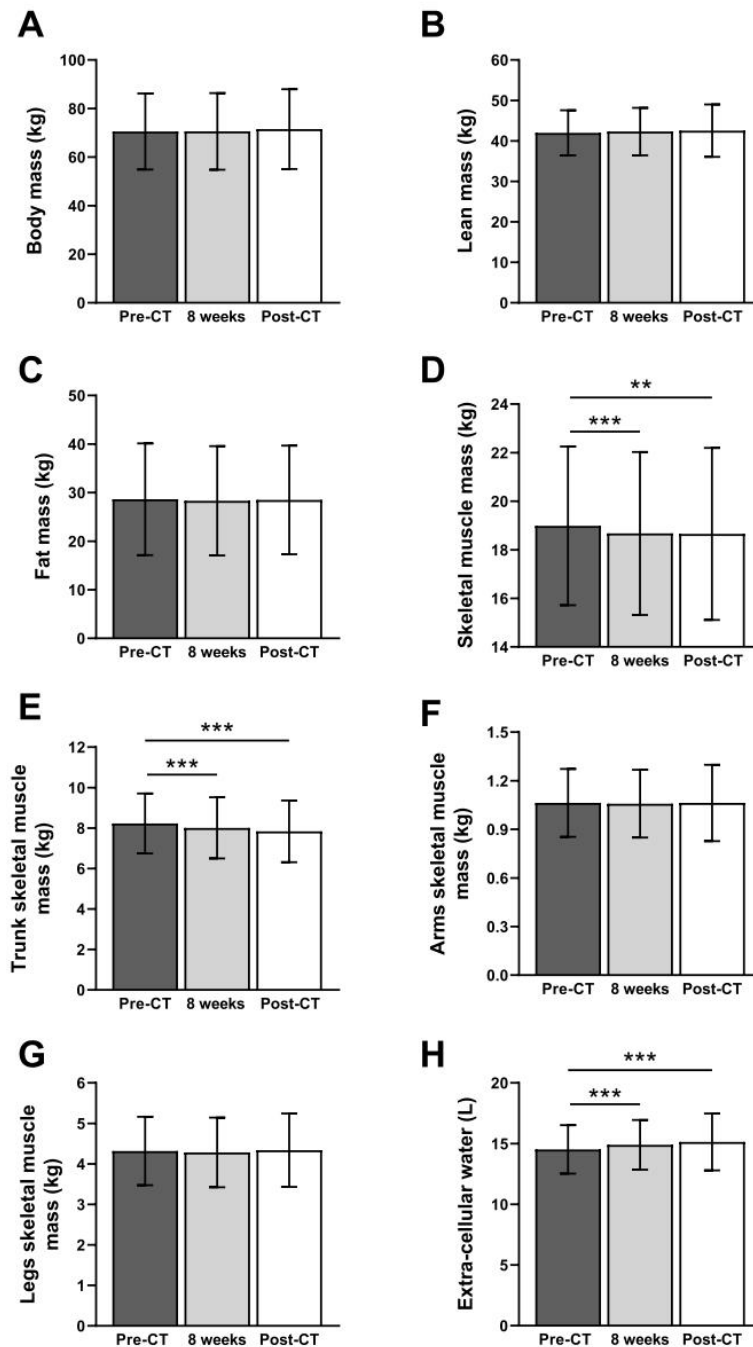 A
Body mass (kg)
100
80
60
40
20
0
Pre-CT 8 weeks Post-CT
B
Lean mass (kg)
60
50
40
30
20
10
0
Pre-CT 8 weeks Post-CT
C
Fat mass (kg)
50
40
30
20
10
0
Pre-CT 8 weeks Post-CT
D
Skeletal muscle mass (kg)
24
22
20
18
16
14
**
***
Pre-CT 8 weeks Post-CT
E
Trunk skeletal muscle
mass (kg)
12
10
8
6
4
2
0
***
***
Pre-CT 8 weeks Post-CT
F
Arms skeletal muscle
mass (kg)
1.5
1.2
0.9
0.6
0.3
0.0
Pre-CT 8 weeks Post-CT
G
Legs skeletal muscle
mass (kg)
6
5
4
3
2
1
0
Pre-CT 8 weeks Post-CT
H
Extra-cellular water (L)
20
15
10
5
0
***
***
Pre-CT 8 weeks Post-CT